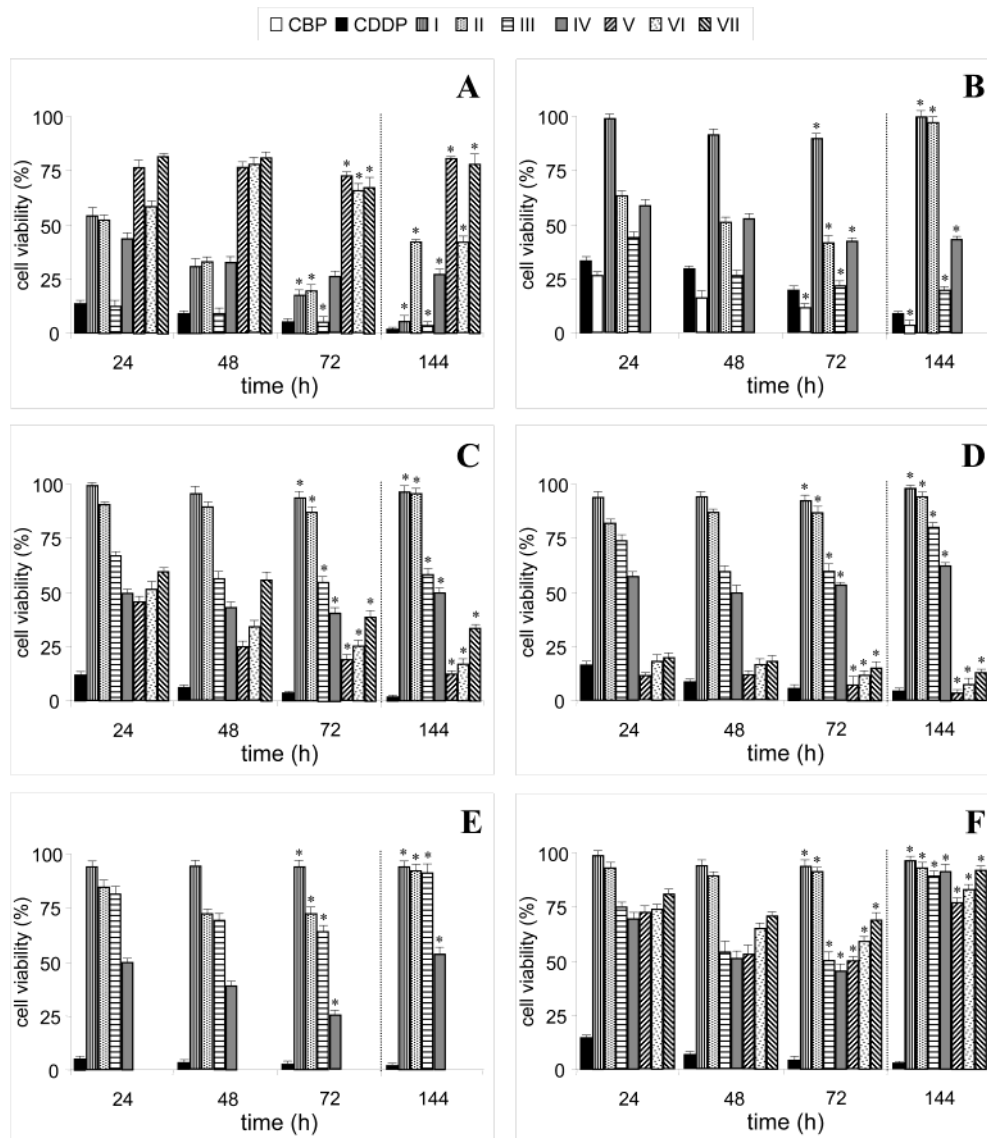 CBP CDDP I II III IV V VI VII
A
100
75
50
25
0
cell viability (%)
* * * * * *
* * * * * * *
24 48 72 144
time (h)
B
100
75
50
25
0
cell viability (%)
* * * * *
* * * * *
24 48 72 144
time (h)
C
100
75
50
25
0
cell viability (%)
* * * * * * *
* * * * * * *
24 48 72 144
time (h)
D
100
75
50
25
0
cell viability (%)
* * * * * * *
* * * * * * *
24 48 72 144
time (h)
E
100
75
50
25
0
cell viability (%)
* * * *
* * * *
24 48 72 144
time (h)
F
100
75
50
25
0
cell viability (%)
* * * * * * *
* * * * * * *
24 48 72 144
time (h)